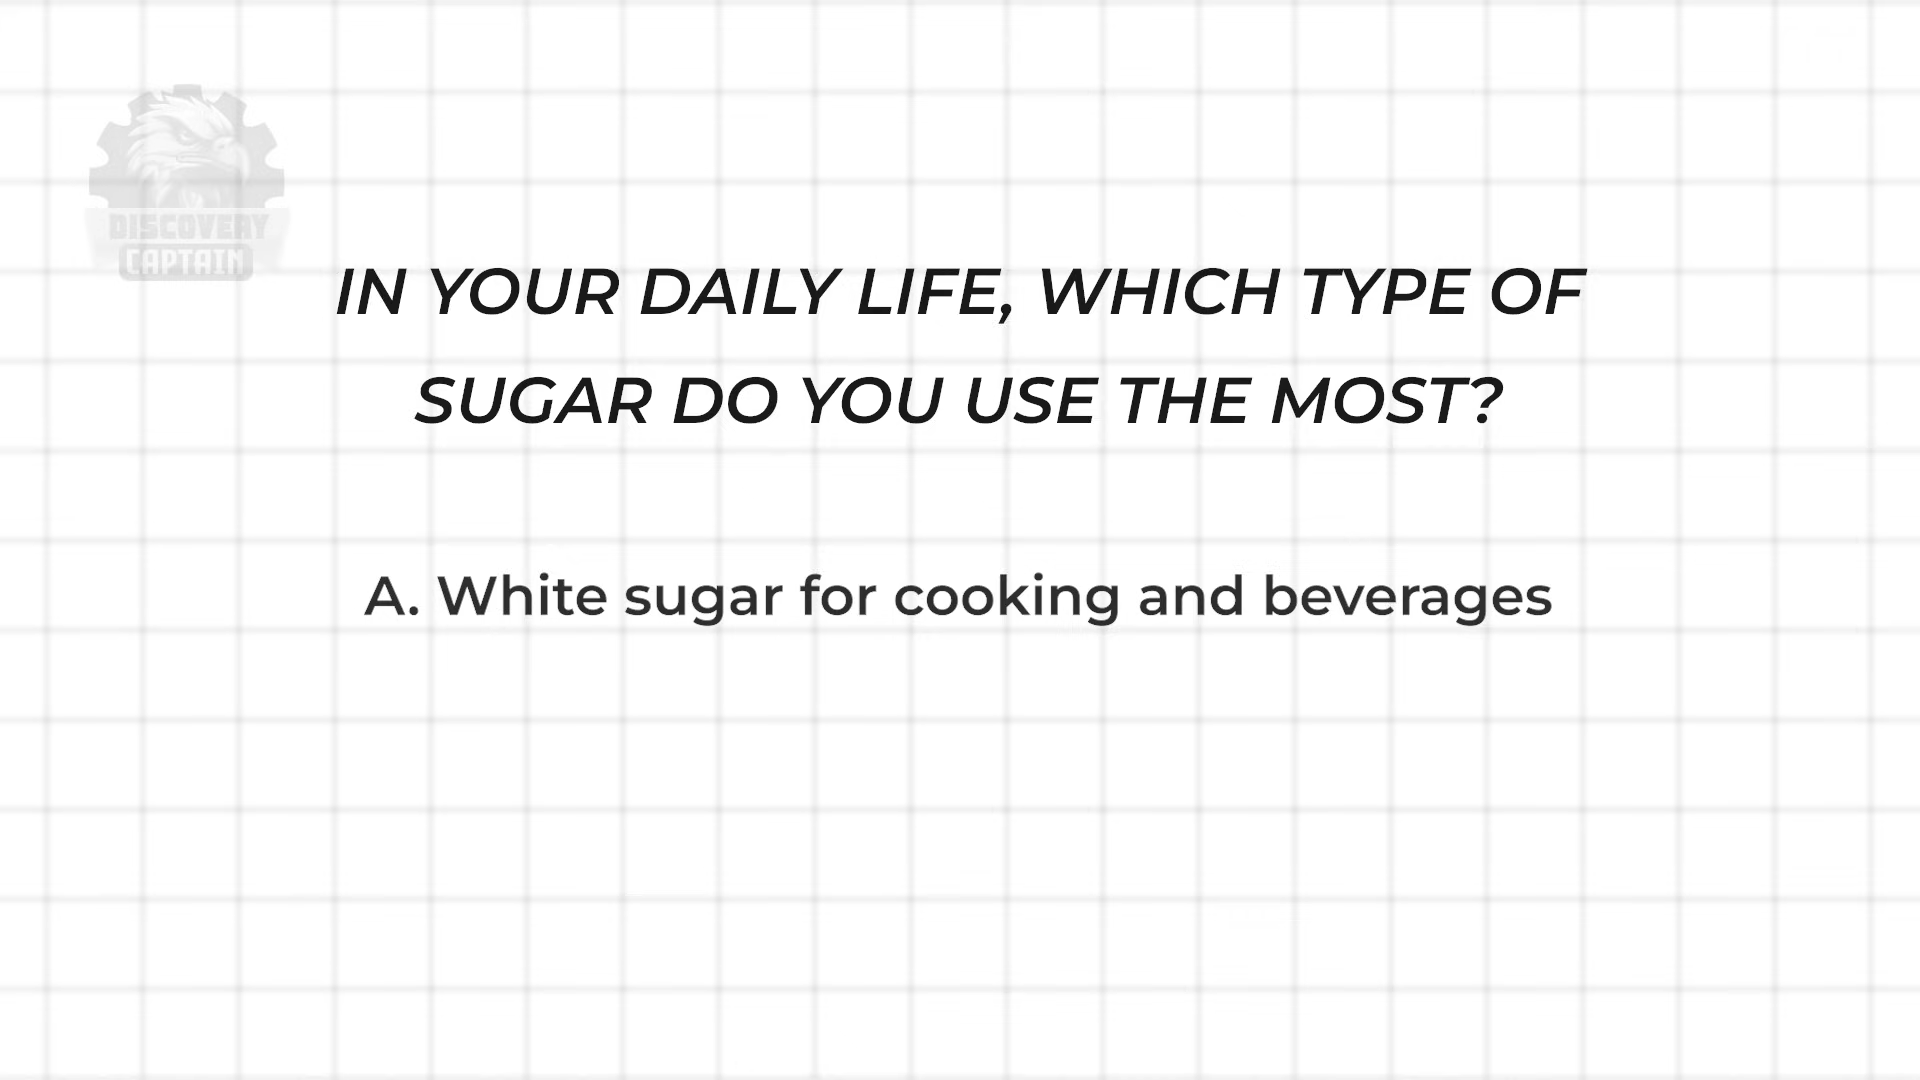 DISCOVERY
CAPTAIN
IN YOUR DAILY LIFE, WHICH TYPE OF
SUGAR DO YOU USE THE MOST?
A. White sugar for cooking and beverages